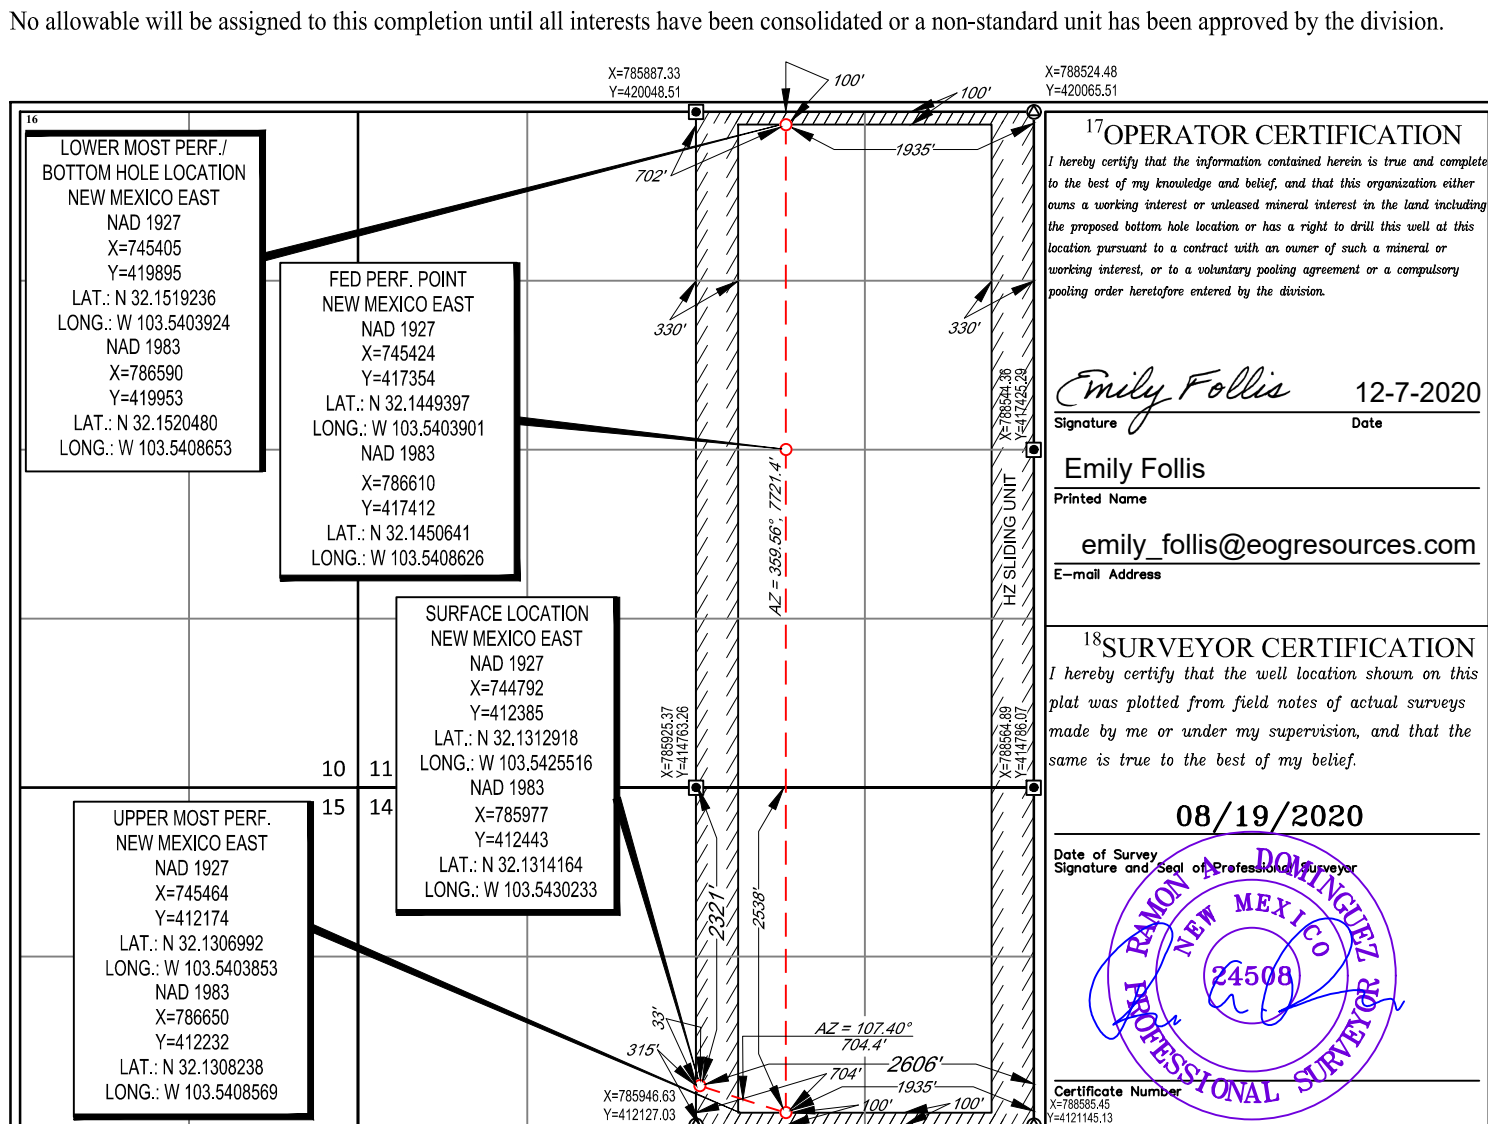 No allowable will be assigned to this completion until all interests have been consolidated or a non-standard unit has been approved by the division.
X=785887.33
Y=420048.51
100'
100'
X=788524.48
Y=420065.51
16
702'
1935'
LOWER MOST PERF./
BOTTOM HOLE LOCATION
NEW MEXICO EAST
NAD 1927
X=745405
Y=419895
LAT.: N 32.1519236
LONG.: W 103.5403924
NAD 1983
X=786590
Y=419953
LAT.: N 32.1520480
LONG.: W 103.5408653
FED PERF. POINT
NEW MEXICO EAST
NAD 1927
X=745424
Y=417354
LAT.: N 32.1449397
LONG.: W 103.5403901
NAD 1983
X=786610
Y=417412
LAT.: N 32.1450641
LONG.: W 103.5408626
330'
330'
X=788544.36
Y=417425.29
AZ = 359.56°, 7721.4'
HZ SLIDING UNIT
SURFACE LOCATION
NEW MEXICO EAST
NAD 1927
X=744792
Y=412385
LAT.: N 32.1312918
LONG.: W 103.5425516
NAD 1983
X=785977
Y=412443
LAT.: N 32.1314164
LONG.: W 103.5430233
X=785925.37
Y=414763.26
X=788564.89
Y=414786.07
10 11
15 14
UPPER MOST PERF.
NEW MEXICO EAST
NAD 1927
X=745464
Y=412174
LAT.: N 32.1306992
LONG.: W 103.5403853
NAD 1983
X=786650
Y=412232
LAT.: N 32.1308238
LONG.: W 103.5408569
2321'
2538'
33'
315'
AZ = 107.40°
704.4'
2606'
704'
1935'
100'
100'
X=785946.63
Y=412127.03
17 OPERATOR CERTIFICATION
I hereby certify that the information contained herein is true and complete
to the best of my knowledge and belief, and that this organization either
owns a working interest or unleased mineral interest in the land including
the proposed bottom hole location or has a right to drill this well at this
location pursuant to a contract with an owner of such a mineral or
working interest, or to a voluntary pooling agreement or a compulsory
pooling order heretofore entered by the division.
Emily Follis 12-7-2020
Signature Date
Emily Follis
Printed Name
emily_follis@eogresources.com
E-mail Address
18 SURVEYOR CERTIFICATION
I hereby certify that the well location shown on this
plat was plotted from field notes of actual surveys
made by me or under my supervision, and that the
same is true to the best of my belief.
08/19/2020
Date of Survey
Signature and Seal of Professional Surveyor
RAMON A. DOMINGUEZ
NEW MEXICO
24508
PROFESSIONAL SURVEYOR
Certificate Number
X=788585.45
Y=4121145.13